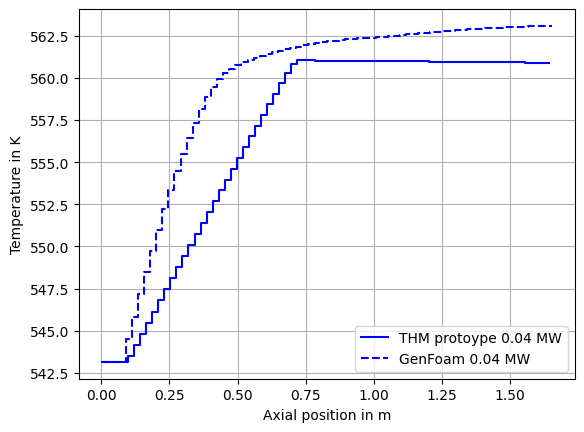 562.5
560.0
557.5
555.0
552.5
550.0
547.5
545.0
542.5
Temperature in K
THM protoype 0.04 MW
GenFoam 0.04 MW
0.00 0.25 0.50 0.75 1.00 1.25 1.50
Axial position in m